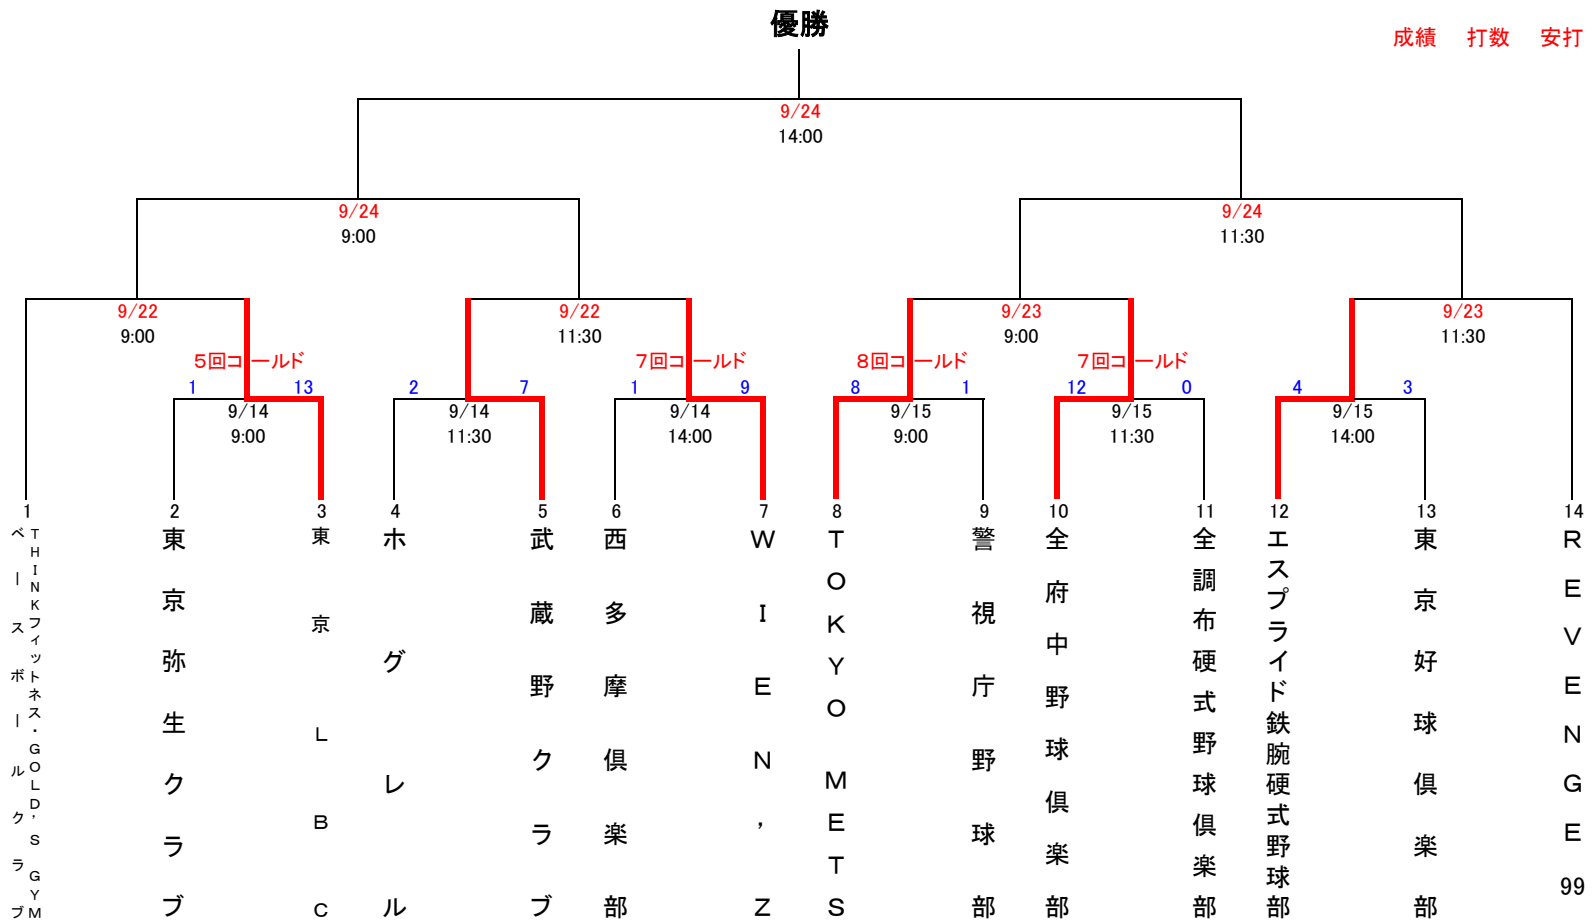 優勝
成績 打数 安打
9/24
14:00
9/24
9:00
9/24
11:30
9/22
9:00
9/22
11:30
9/23
9:00
9/23
11:30
5回コールド
7回コールド
8回コールド
7回コールド
1 13 2 7 1 9 8 1 12 0 4 3
9/14
9:00
9/14
11:30
9/14
14:00
9/15
9:00
9/15
11:30
9/15
14:00
1 2 3 4 5 6 7 8 9 10 11 12 13 14
THINKフィットネス・GOLD'S GYM
ベースボールクラブ
東京弥生クラブ
東京LBC
ホグレル
武蔵野クラブ
西多摩倶楽部
WIEN'Z
TOKYO METS
警視庁野球部
全府中野球倶楽部
全調布硬式野球倶楽部
エスプライド鉄腕硬式野球部
東京好球倶楽部
REVENGE
99